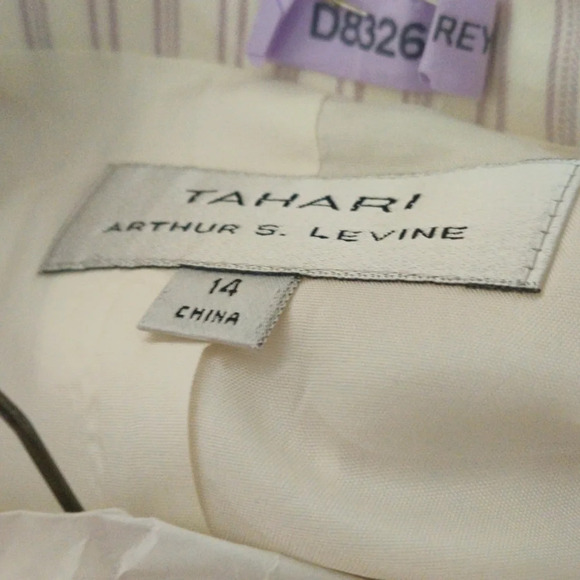 D8326
REY
TAHARI
ARTHUR S. LEVINE
14
CHINA